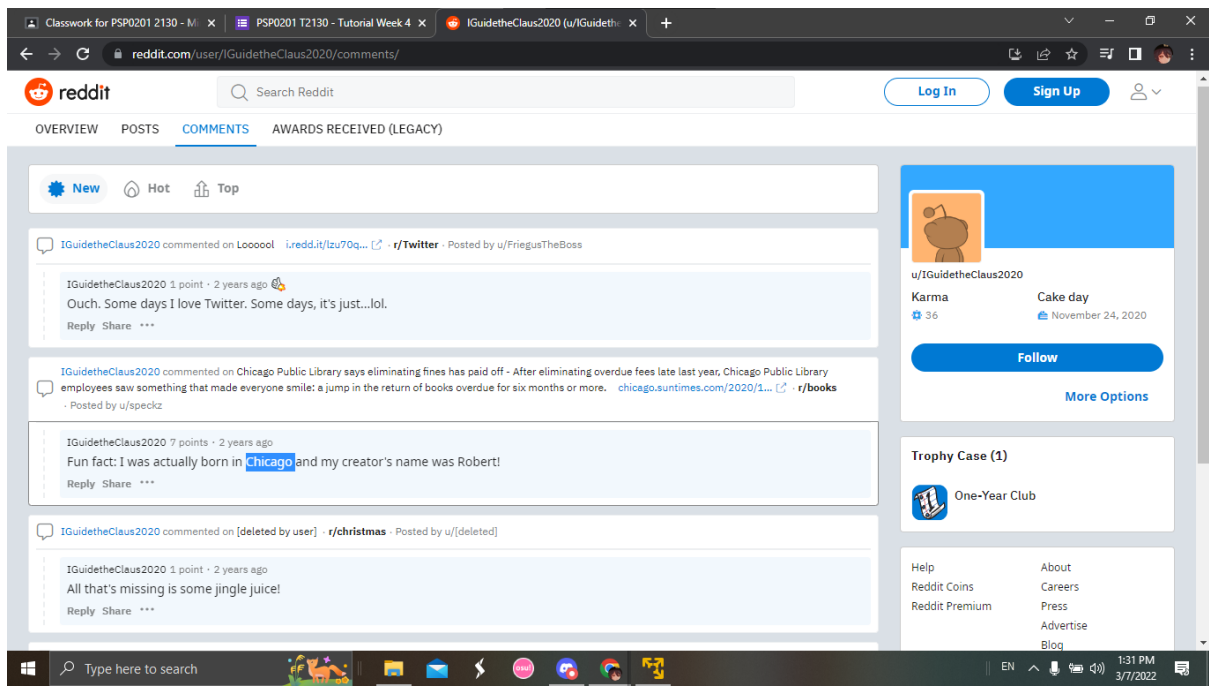 Classwork for PSP0201 2130 - Mi
PSP0201 T2130 - Tutorial Week 4
IGuidetheClaus2020 (u/IGuidethe
reddit.com/user/IGuidetheClaus2020/comments/
reddit
Search Reddit
Log In
Sign Up
OVERVIEW POSTS COMMENTS AWARDS RECEIVED (LEGACY)
New Hot Top
IGuidetheClaus2020 commented on Loooool i.redd.it/lzu70q... · r/Twitter · Posted by u/FriegusTheBoss
IGuidetheClaus2020 1 point · 2 years ago
Ouch. Some days I love Twitter. Some days, it's just...lol.
Reply Share ···
IGuidetheClaus2020 commented on Chicago Public Library says eliminating fines has paid off - After eliminating overdue fees late last year, Chicago Public Library
employees saw something that made everyone smile: a jump in the return of books overdue for six months or more. chicago.suntimes.com/2020/1... · r/books
· Posted by u/speckz
IGuidetheClaus2020 7 points · 2 years ago
Fun fact: I was actually born in Chicago and my creator's name was Robert!
Reply Share ···
IGuidetheClaus2020 commented on [deleted by user] · r/christmas · Posted by u/[deleted]
IGuidetheClaus2020 1 point · 2 years ago
All that's missing is some jingle juice!
Reply Share ···
u/IGuidetheClaus2020
Karma Cake day
36 November 24, 2020
Follow
More Options
Trophy Case (1)
One-Year Club
Help About
Reddit Coins Careers
Reddit Premium Press
Advertise
Blog
Type here to search
osu!
EN
1:31 PM
3/7/2022